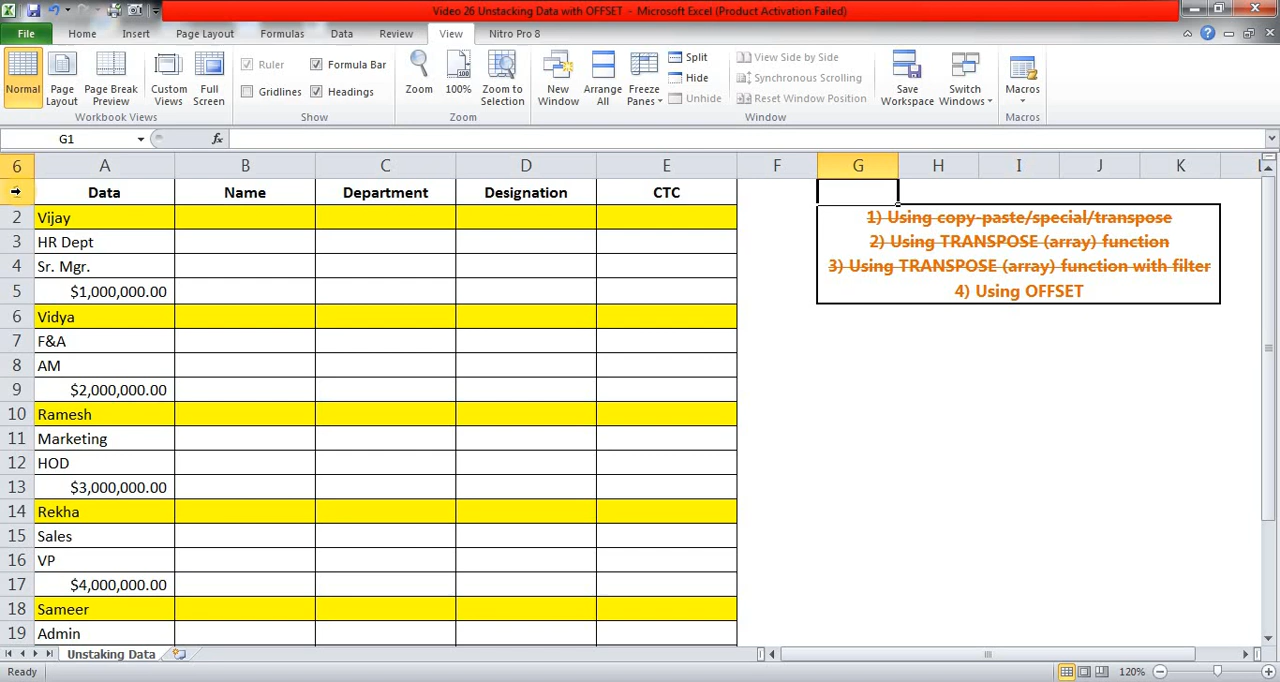 Video 26 Unstacking Data with OFFSET - Microsoft Excel (Product Activation Failed)
File Home Insert Page Layout Formulas Data Review View Nitro Pro 8
Normal
Page Layout
Page Break Preview
Custom Views
Full Screen
Workbook Views
Ruler
Formula Bar
Gridlines
Headings
Show
Zoom
100%
Zoom to Selection
Zoom
New Window
Arrange All
Freeze Panes
Split
Hide
Unhide
View Side by Side
Synchronous Scrolling
Reset Window Position
Window
Save Workspace
Switch Windows
Macros
Macros
G1 fx
6 A B C D E F G H I J K L
Data Name Department Designation CTC
2 Vijay 1) Using copy-paste/special/transpose
3 HR Dept 2) Using TRANSPOSE (array) function
4 Sr. Mgr. 3) Using TRANSPOSE (array) function with filter
5 $1,000,000.00 4) Using OFFSET
6 Vidya
7 F&A
8 AM
9 $2,000,000.00
10 Ramesh
11 Marketing
12 HOD
13 $3,000,000.00
14 Rekha
15 Sales
16 VP
17 $4,000,000.00
18 Sameer
19 Admin
Unstaking Data
Ready 120%